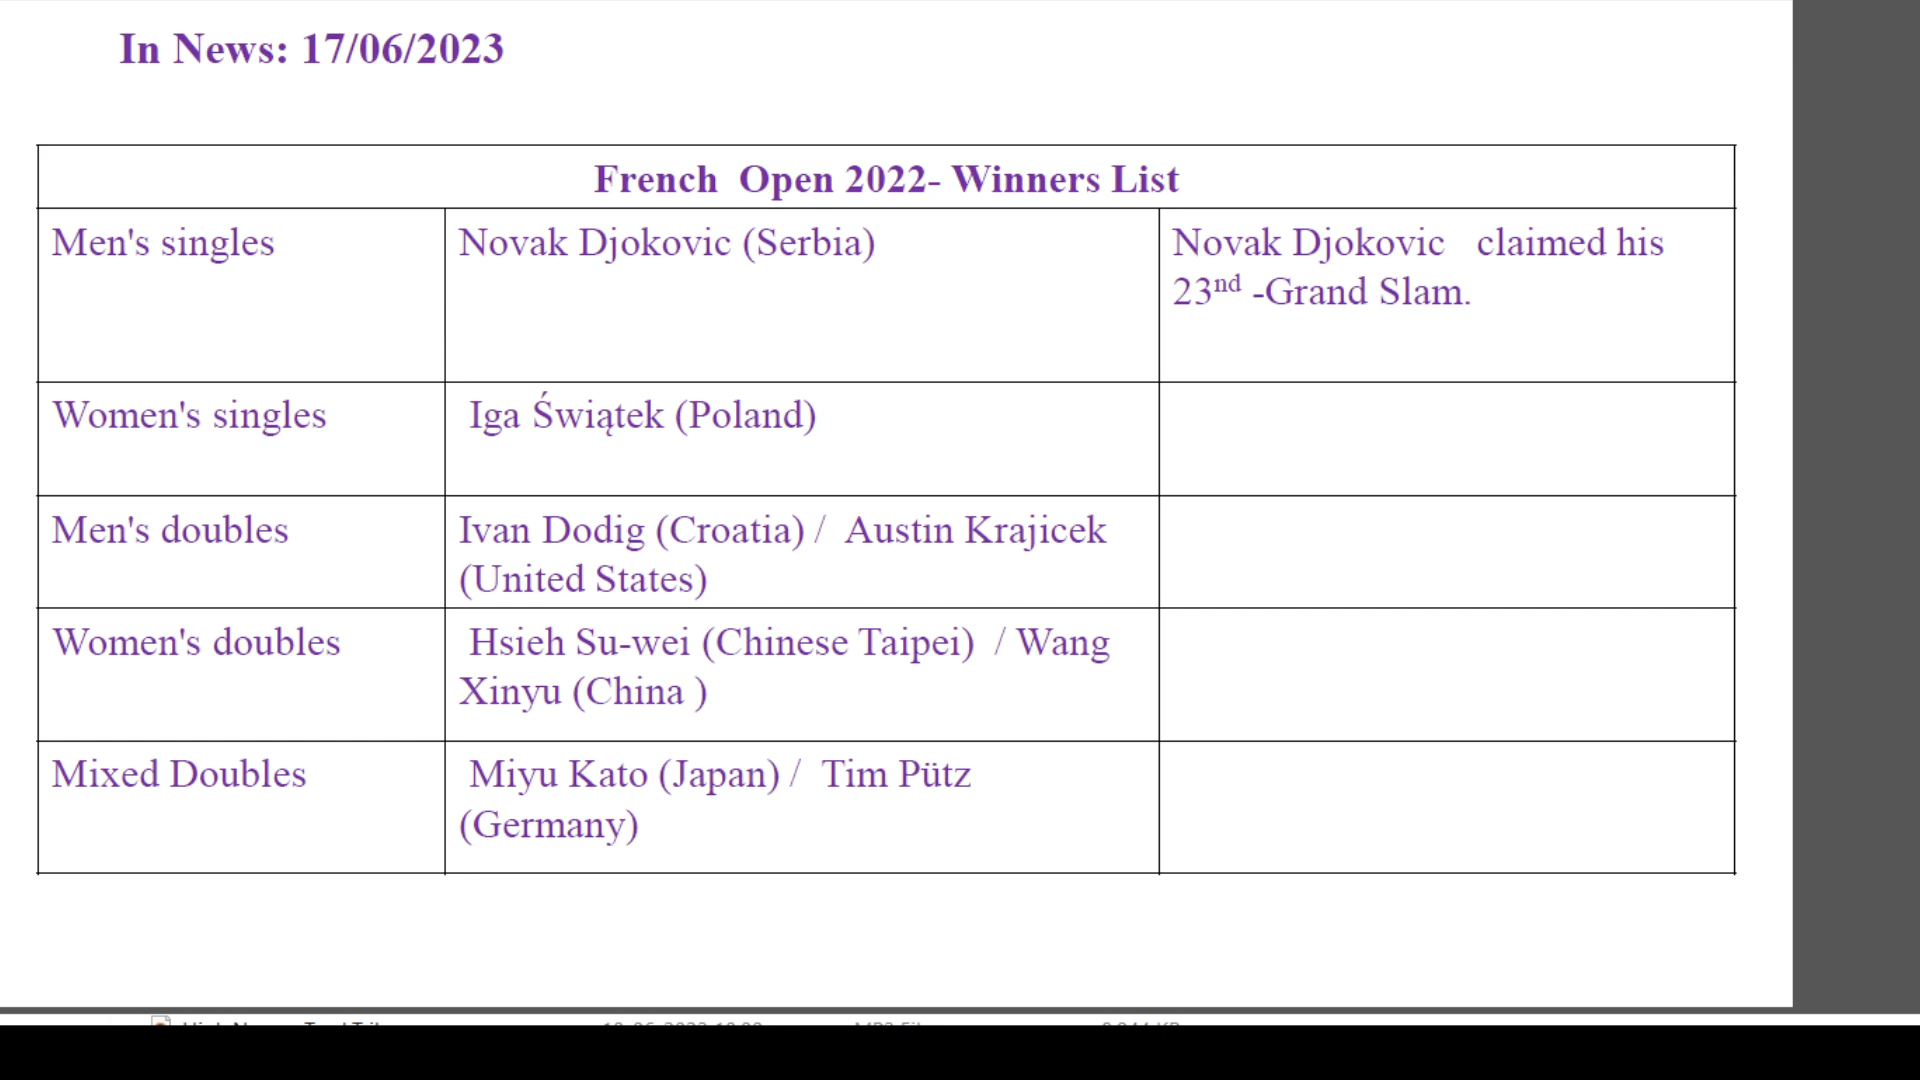 In News: 17/06/2023
French Open 2022- Winners List
Men's singles
Novak Djokovic (Serbia)
Novak Djokovic claimed his
23nd -Grand Slam.
Women's singles
Iga Świątek (Poland)
Men's doubles
Ivan Dodig (Croatia) / Austin Krajicek
(United States)
Women's doubles
Hsieh Su-wei (Chinese Taipei) / Wang
Xinyu (China )
Mixed Doubles
Miyu Kato (Japan) / Tim Pütz
(Germany)